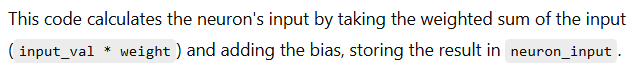 This code calculates the neuron's input by taking the weighted sum of the input
( input_val * weight ) and adding the bias, storing the result in neuron_input .